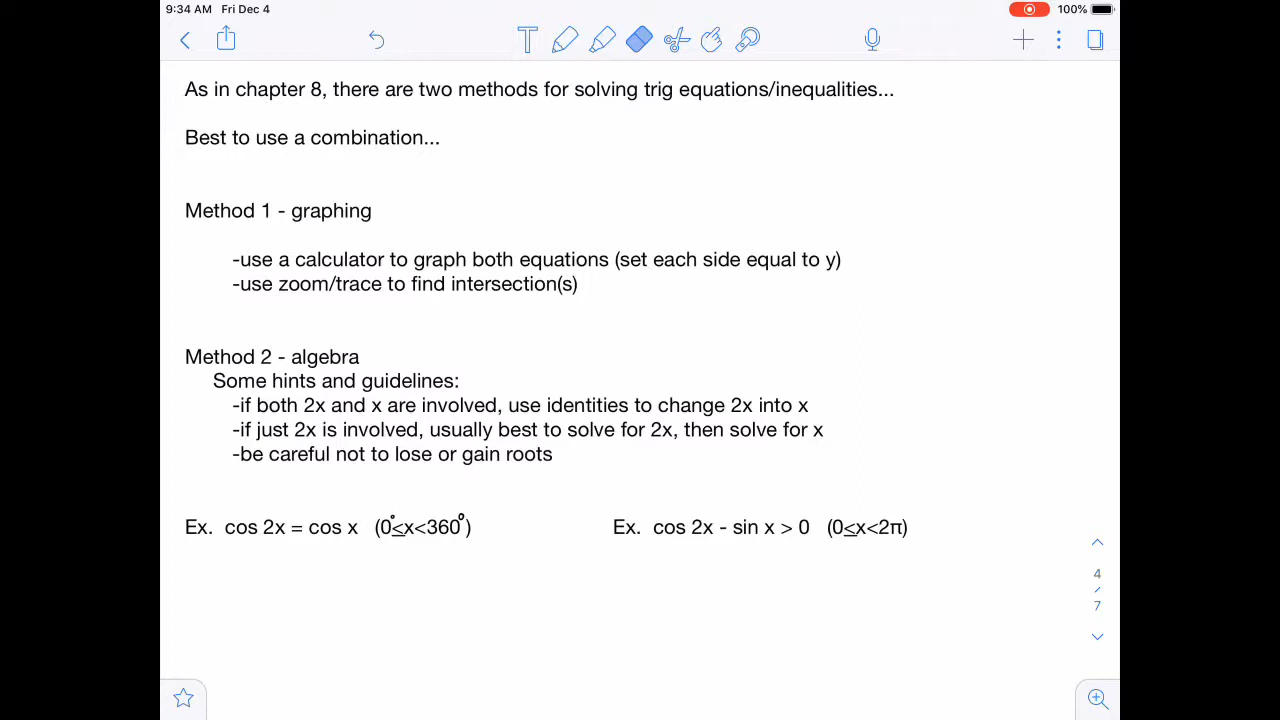 9:34 AM Fri Dec 4
100%
As in chapter 8, there are two methods for solving trig equations/inequalities...
Best to use a combination...
Method 1 - graphing
-use a calculator to graph both equations (set each side equal to y)
-use zoom/trace to find intersection(s)
Method 2 - algebra
Some hints and guidelines:
-if both 2x and x are involved, use identities to change 2x into x
-if just 2x is involved, usually best to solve for 2x, then solve for x
-be careful not to lose or gain roots
Ex. cos 2x = cos x (0°≤x<360°)
Ex. cos 2x - sin x > 0 (0≤x<2π)
4
/
7